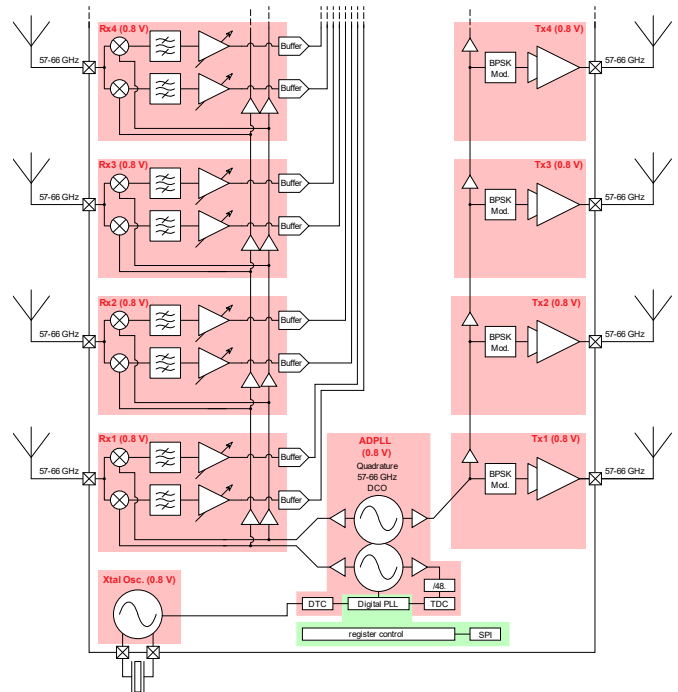 Rx4 (0.8 V)
Tx4 (0.8 V)
57-66 GHz
Buffer
BPSK
Mod.
57-66 GHz
Buffer
Rx3 (0.8 V)
Tx3 (0.8 V)
57-66 GHz
Buffer
BPSK
Mod.
57-66 GHz
Buffer
Rx2 (0.8 V)
Tx2 (0.8 V)
57-66 GHz
Buffer
BPSK
Mod.
57-66 GHz
Buffer
Rx1 (0.8 V)
ADPLL
(0.8 V)
Quadrature
57-66 GHz
DCO
Tx1 (0.8 V)
57-66 GHz
Buffer
BPSK
Mod.
57-66 GHz
Buffer
Xtal Osc. (0.8 V)
/48.
DTC
Digital PLL
TDC
register control
SPI